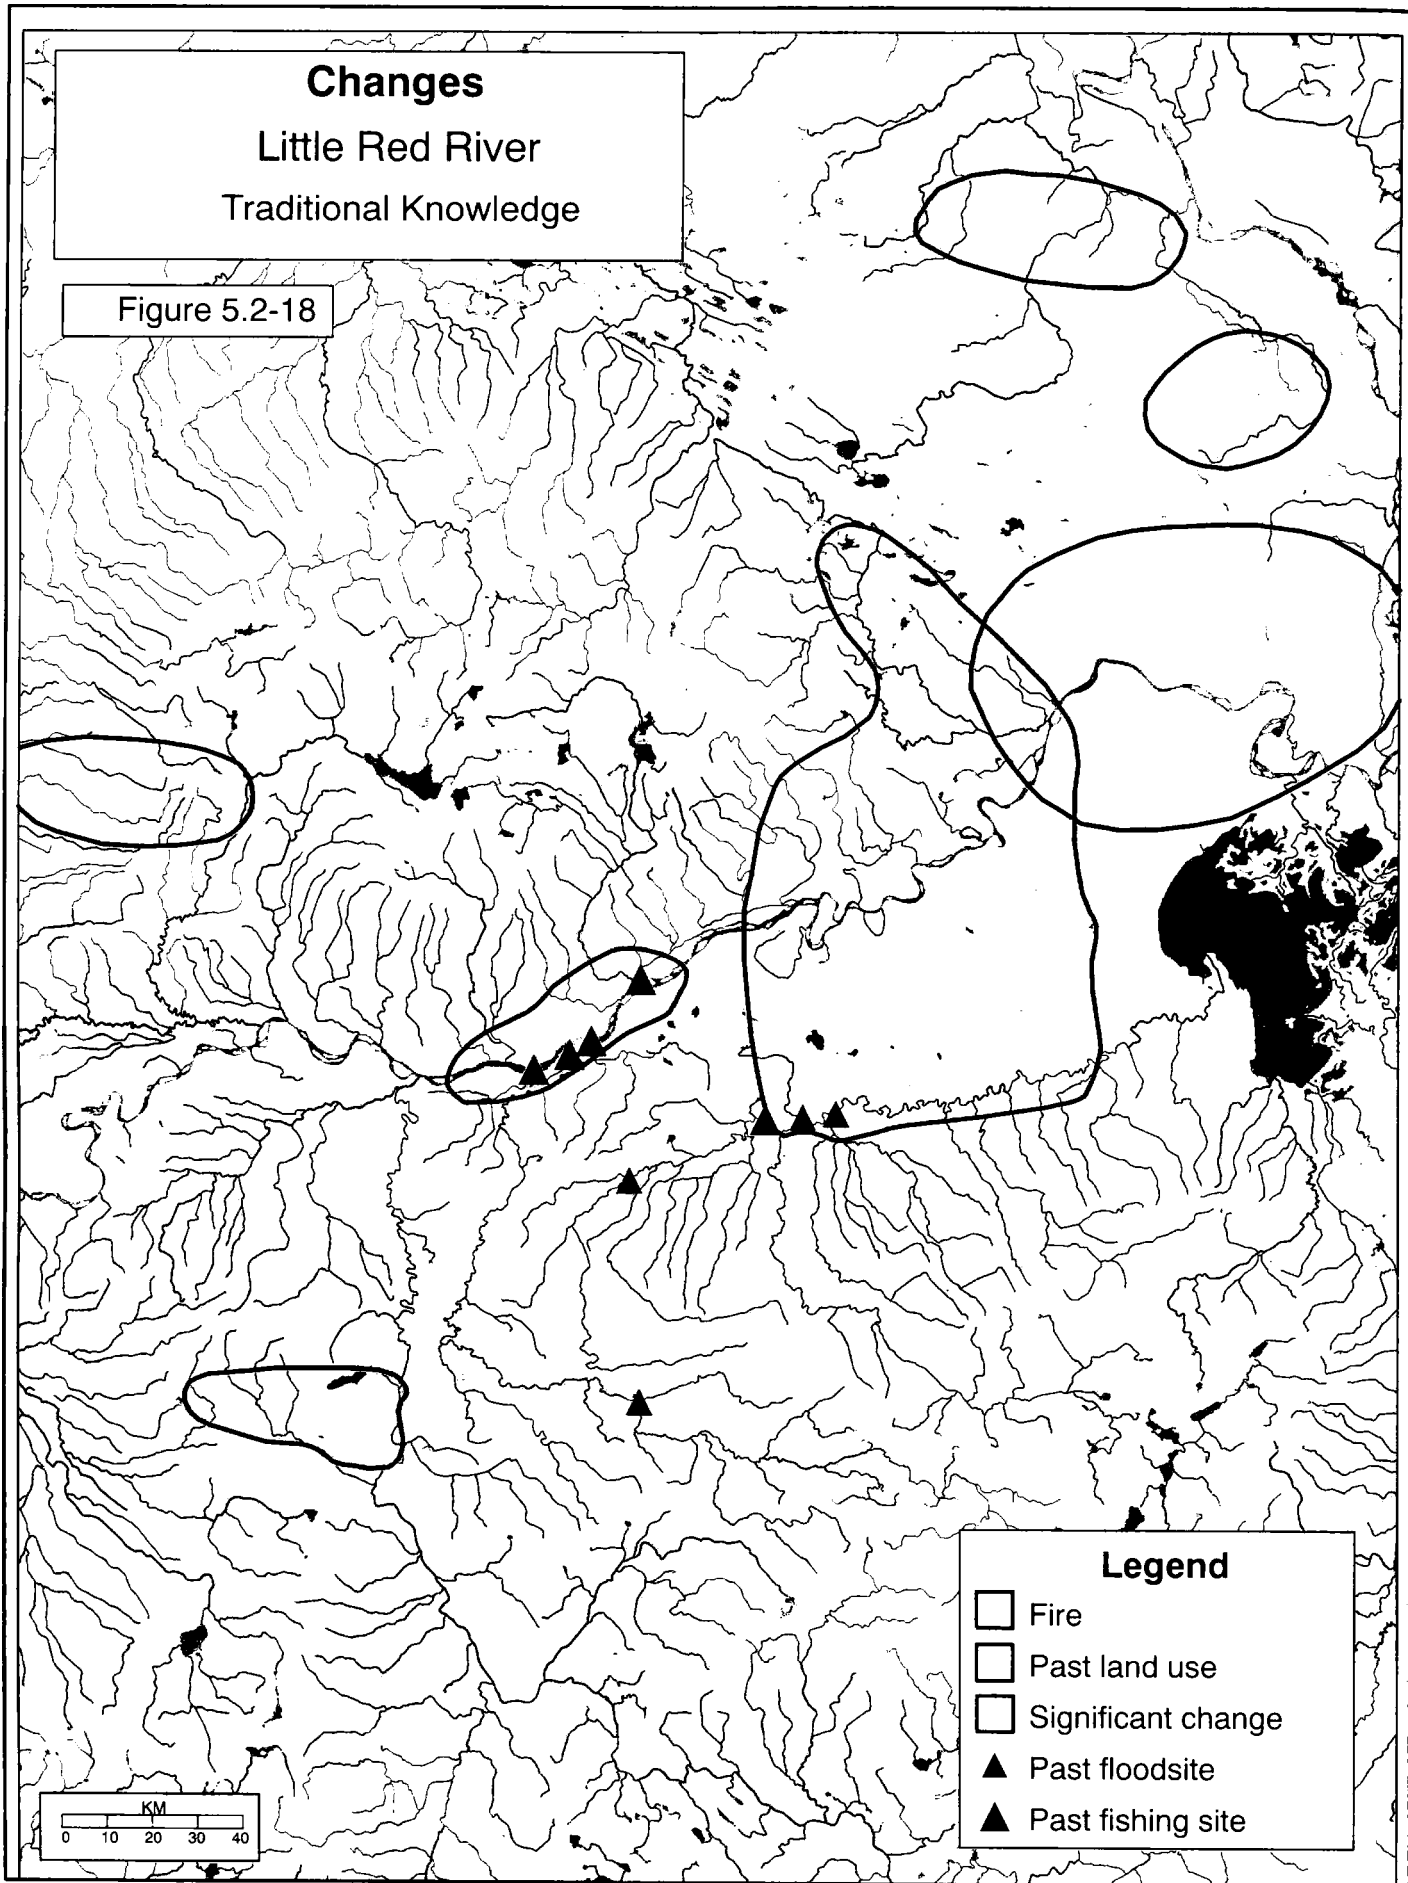 Changes
Little Red River
Traditional Knowledge
Figure 5.2-18
Legend
Fire
Past land use
Significant change
Past floodsite
Past fishing site
KM
0 10 20 30 40